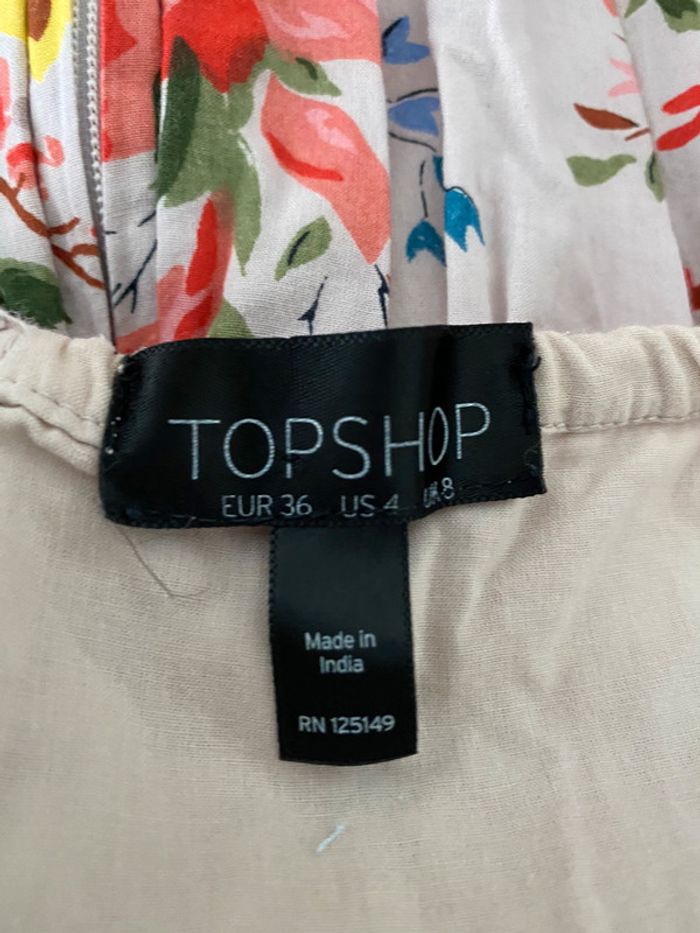 TOPSHOP
EUR 36 US 4 UK 8
Made in
India
RN 125149